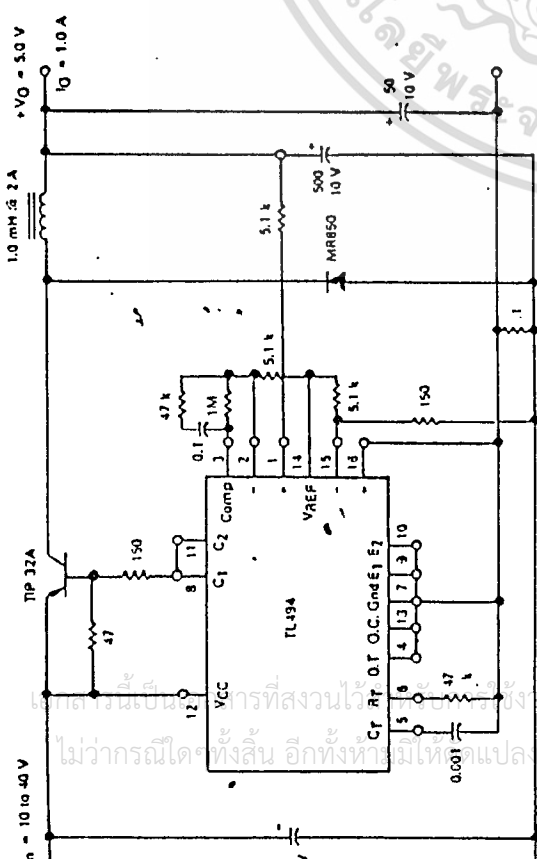 +VO = 5.0 V
IO = 1.0 A
1.0 mH @ 2 A
50
10 V
500
10 V
5.1 k
MR850
5.1 k
5.1 k
150
.1
47 k
1M
0.1
3
2
1
14
15
16
Comp
-
+
VREF
-
+
TIP 32A
150
47
11
8
C2
C1
TL494
12
VCC
CT
RT
O.T
O.C.
Gnd
E1
E2
5
6
4
13
7
9
10
47
k
0.001
= 10 to 40 V
เอกสารนี้เป็น
ารที่สงวนไว้
ไม่ว่ากรณีใดๆทั้งสิ้น อีกทั้งห้ามมิให้
ดแปลง